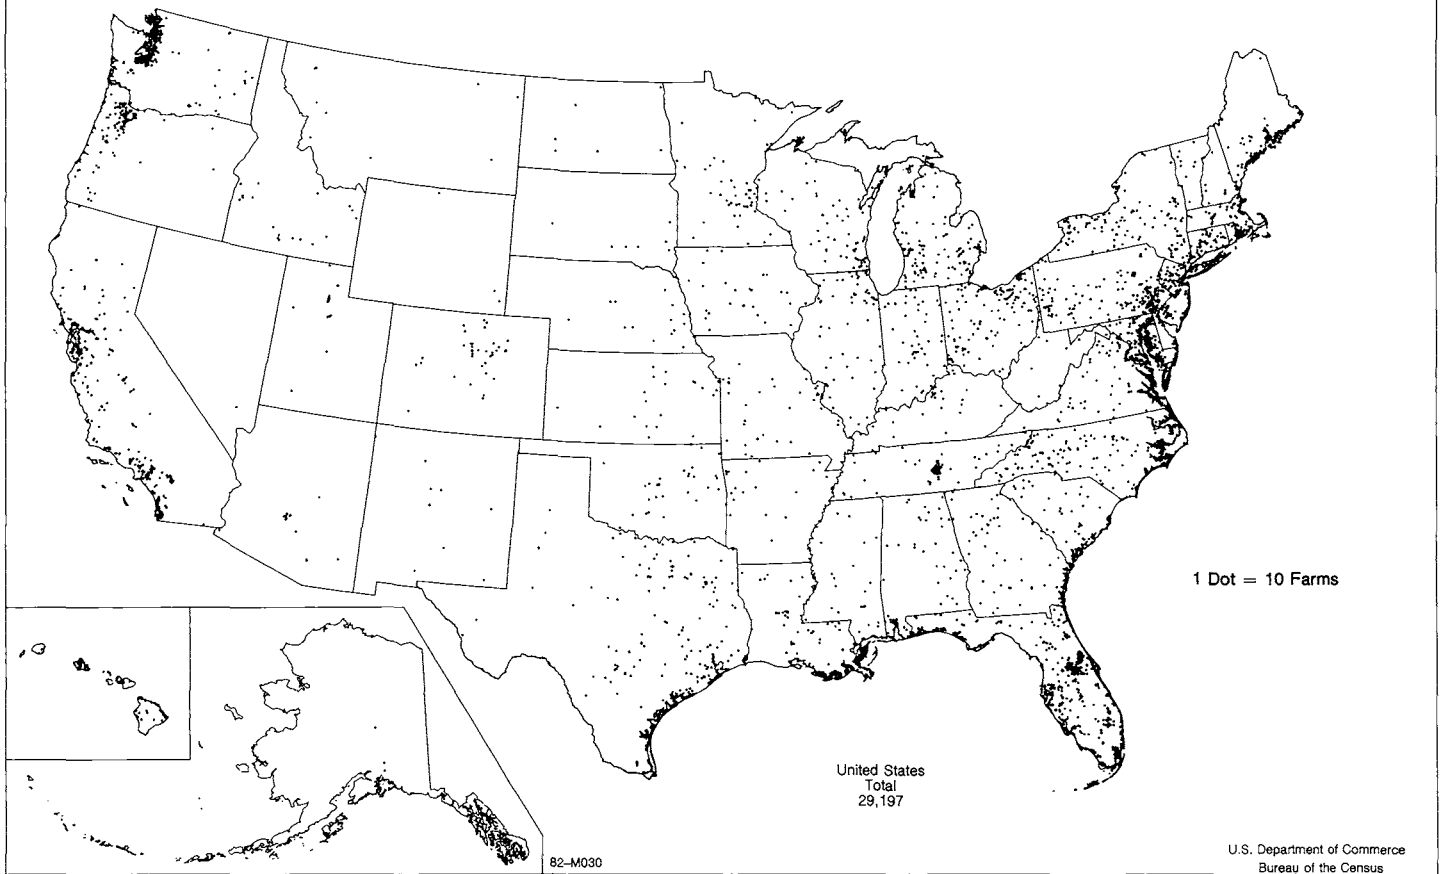 1 Dot = 10 Farms
United States
Total
29,197
82–M030
U.S. Department of Commerce
Bureau of the Census